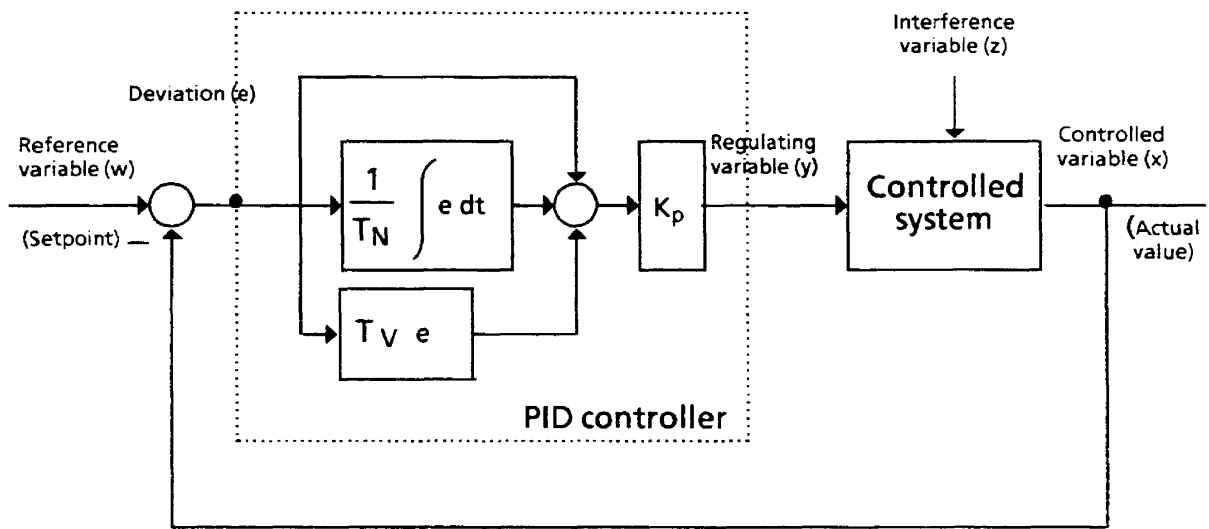 Interference
variable (z)
Deviation (e)
Reference
variable (w)
Regulating
variable (y)
Controlled
variable (x)
1
T_N
∫ e dt
K_p
Controlled
system
(Setpoint) _
(Actual
value)
T_V e
PID controller